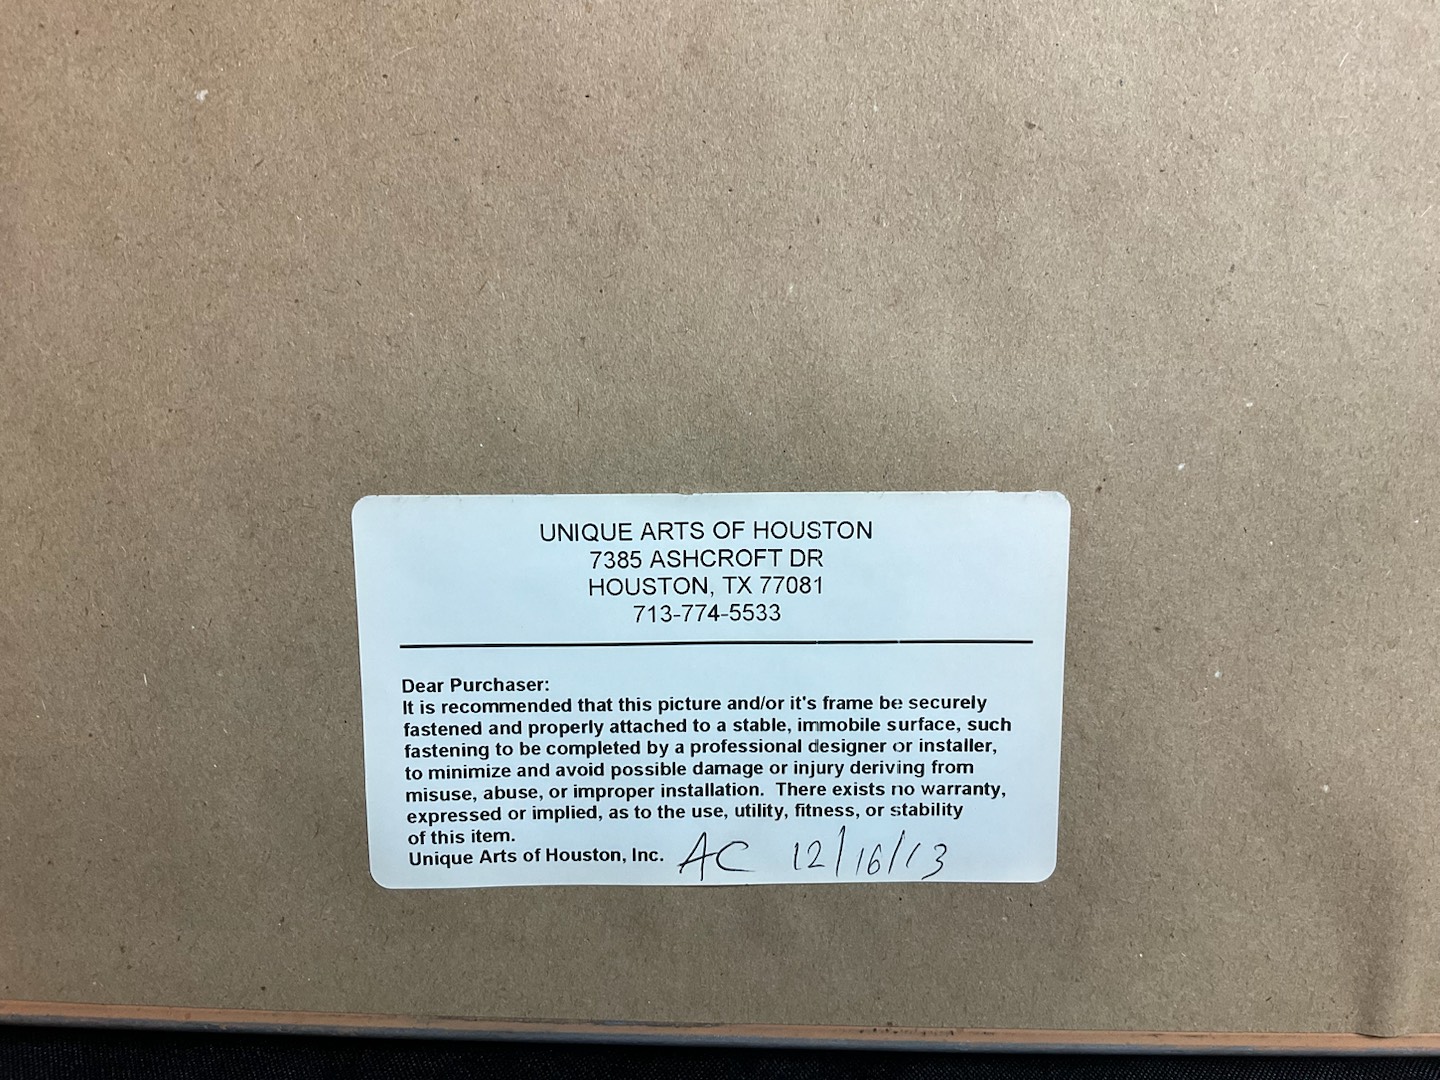 UNIQUE ARTS OF HOUSTON
7385 ASHCROFT DR
HOUSTON, TX 77081
713-774-5533
Dear Purchaser:
It is recommended that this picture and/or it's frame be securely
fastened and properly attached to a stable, immobile surface, such
fastening to be completed by a professional designer or installer,
to minimize and avoid possible damage or injury deriving from
misuse, abuse, or improper installation.  There exists no warranty,
expressed or implied, as to the use, utility, fitness, or stability
of this item.
Unique Arts of Houston, Inc. AC 12/16/13